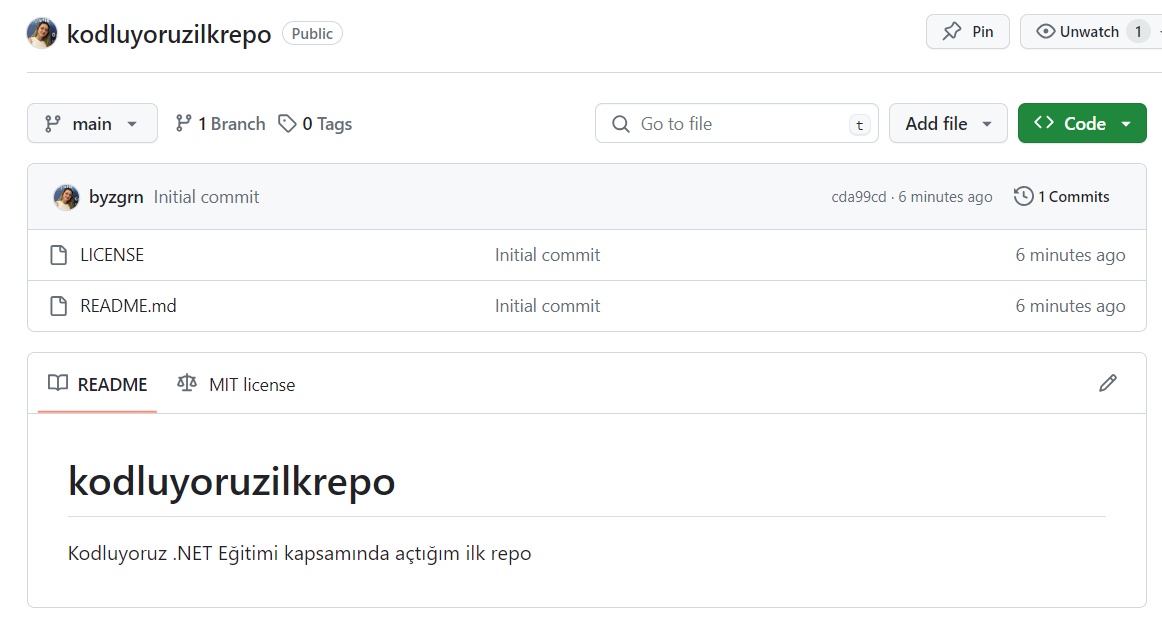 kodluyoruzilkrepo Public Pin Unwatch 1
main 1 Branch 0 Tags Go to file t Add file Code
byzgrn Initial commit cda99cd · 6 minutes ago 1 Commits
LICENSE Initial commit 6 minutes ago
README.md Initial commit 6 minutes ago
README MIT license
kodluyoruzilkrepo
Kodluyoruz .NET Eğitimi kapsamında açtığım ilk repo